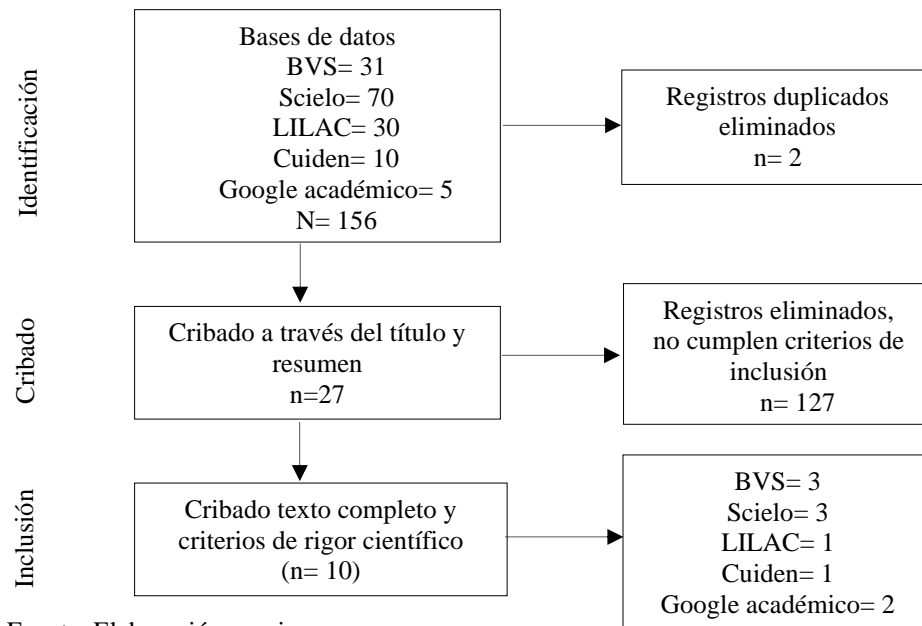 Identificación
Bases de datos
BVS= 31
Scielo= 70
LILAC= 30
Cuiden= 10
Google académico= 5
N= 156
Registros duplicados
eliminados
n= 2
Cribado
Cribado a través del título y
resumen
n=27
Registros eliminados,
no cumplen criterios de
inclusión
n= 127
Inclusión
Cribado texto completo y
criterios de rigor científico
(n= 10)
BVS= 3
Scielo= 3
LILAC= 1
Cuiden= 1
Google académico= 2